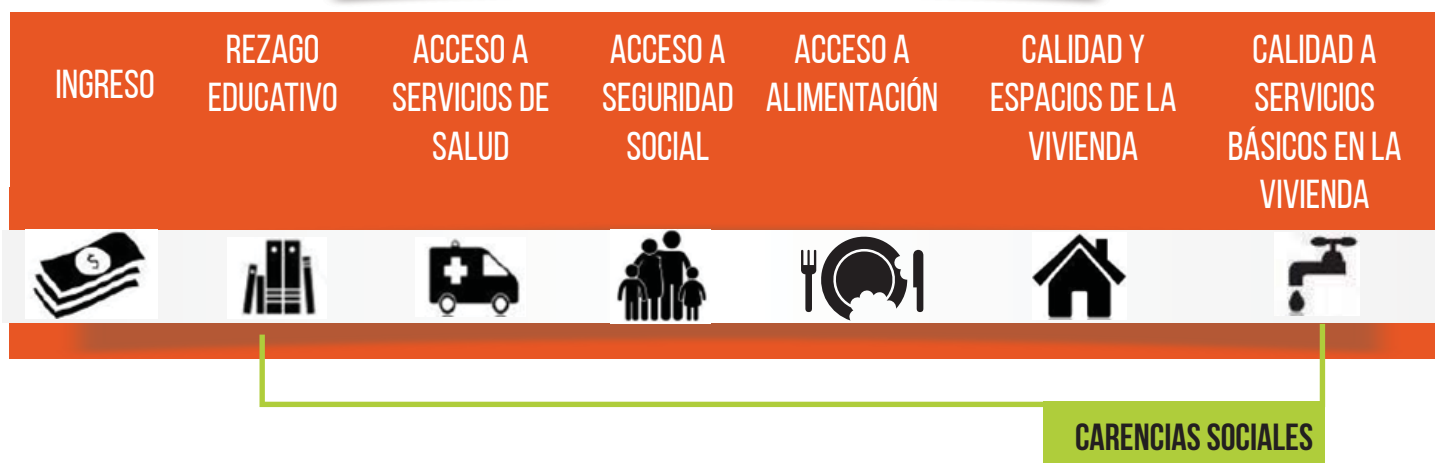 INGRESO
REZAGO
EDUCATIVO
ACCESO A
SERVICIOS DE
SALUD
ACCESO A
SEGURIDAD
SOCIAL
ACCESO A
ALIMENTACIÓN
CALIDAD Y
ESPACIOS DE LA
VIVIENDA
CALIDAD A
SERVICIOS
BÁSICOS EN LA
VIVIENDA
$
CARENCIAS SOCIALES